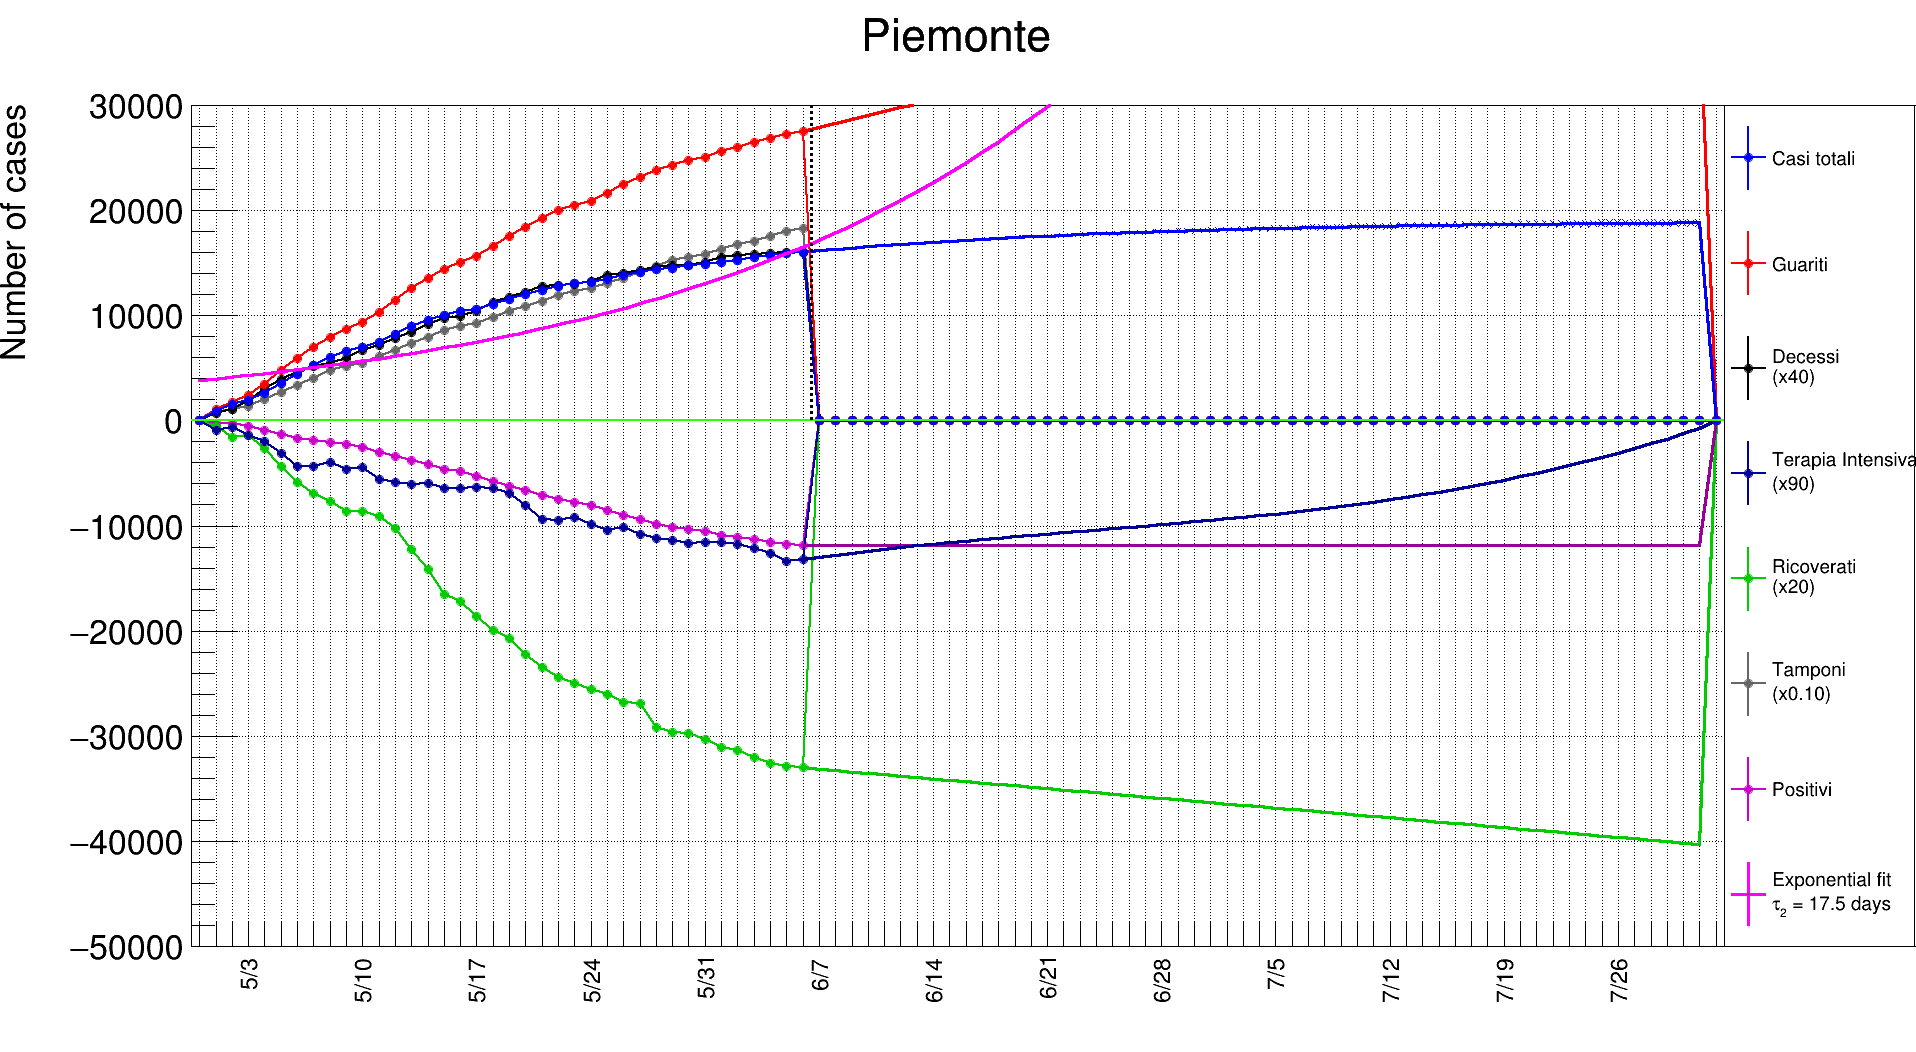 Piemonte
Number of cases
30000
20000
10000
0
−10000
−20000
−30000
−40000
−50000
5/3
5/10
5/17
5/24
5/31
6/7
6/14
6/21
6/28
7/5
7/12
7/19
7/26
Casi totali
Guariti
Decessi
(x40)
Terapia Intensiva
(x90)
Ricoverati
(x20)
Tamponi
(x0.10)
Positivi
Exponential fit
τ2 = 17.5 days